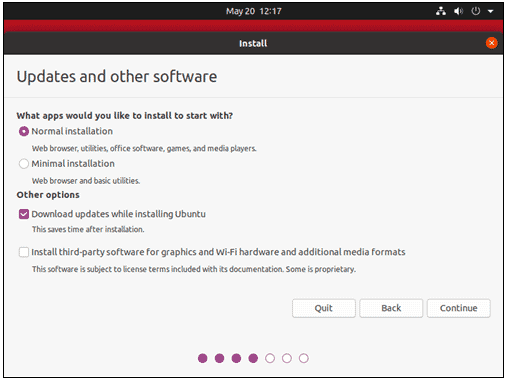 May 20 12:17
Install
Updates and other software
What apps would you like to install to start with?
Normal installation
Web browser, utilities, office software, games, and media players.
Minimal installation
Web browser and basic utilities.
Other options
Download updates while installing Ubuntu
This saves time after installation.
Install third-party software for graphics and Wi-Fi hardware and additional media formats
This software is subject to license terms included with its documentation. Some is proprietary.
Quit Back Continue